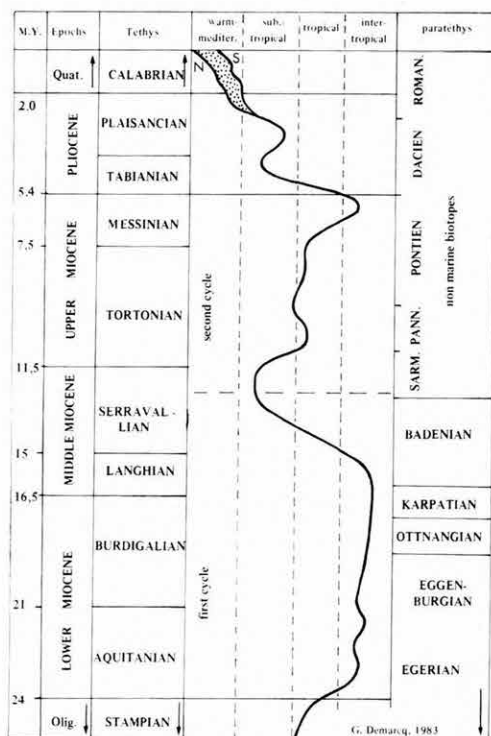 M.Y. Epochs Tethys warm- mediter. sub. tropical tropical inter- tropical paratethys
N S
Quat. CALABRIAN ROMAN.
2.0
PLIOCENE PLAISANCIAN DACIEN
TABIANIAN
5.4
MESSINIAN
7,5
UPPER MIOCENE TORTONIAN second cycle PONTIEN non marine biotopes
PANN.
11,5
SARM.
MIDDLE MIOCENE SERRAVAL -
LIAN
BADENIAN
15
LANGHIAN
16,5
KARPATIAN
OTTNANGIAN
BURDIGALIAN
EGGEN-
BURGIAN
21
LOWER MIOCENE first cycle
AQUITANIAN EGERIAN
24
Olig. STAMPIAN G. Demarcq, 1983